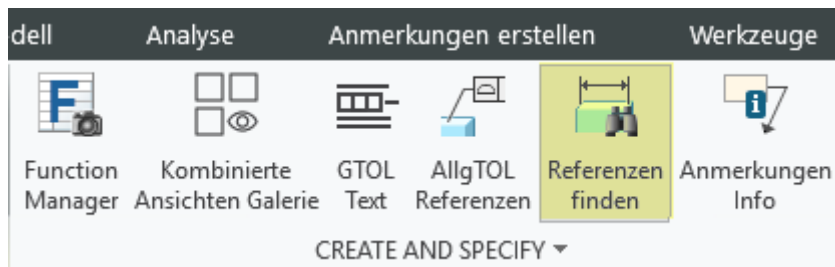 dell Analyse Anmerkungen erstellen Werkzeuge
Function Kombinierte GTOL AllgTOL Referenzen Anmerkungen
Manager Ansichten Galerie Text Referenzen finden Info
CREATE AND SPECIFY